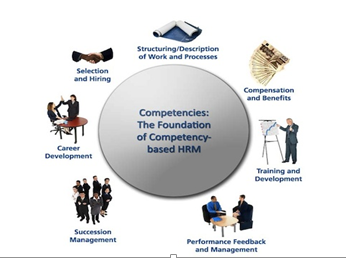 Structuring/Description
of Work and Processes
Selection
and Hiring
Compensation
and Benefits
Competencies:
The Foundation
of Competency-
based HRM
Career
Development
Training and
Development
Succession
Management
Performance Feedback
and Management